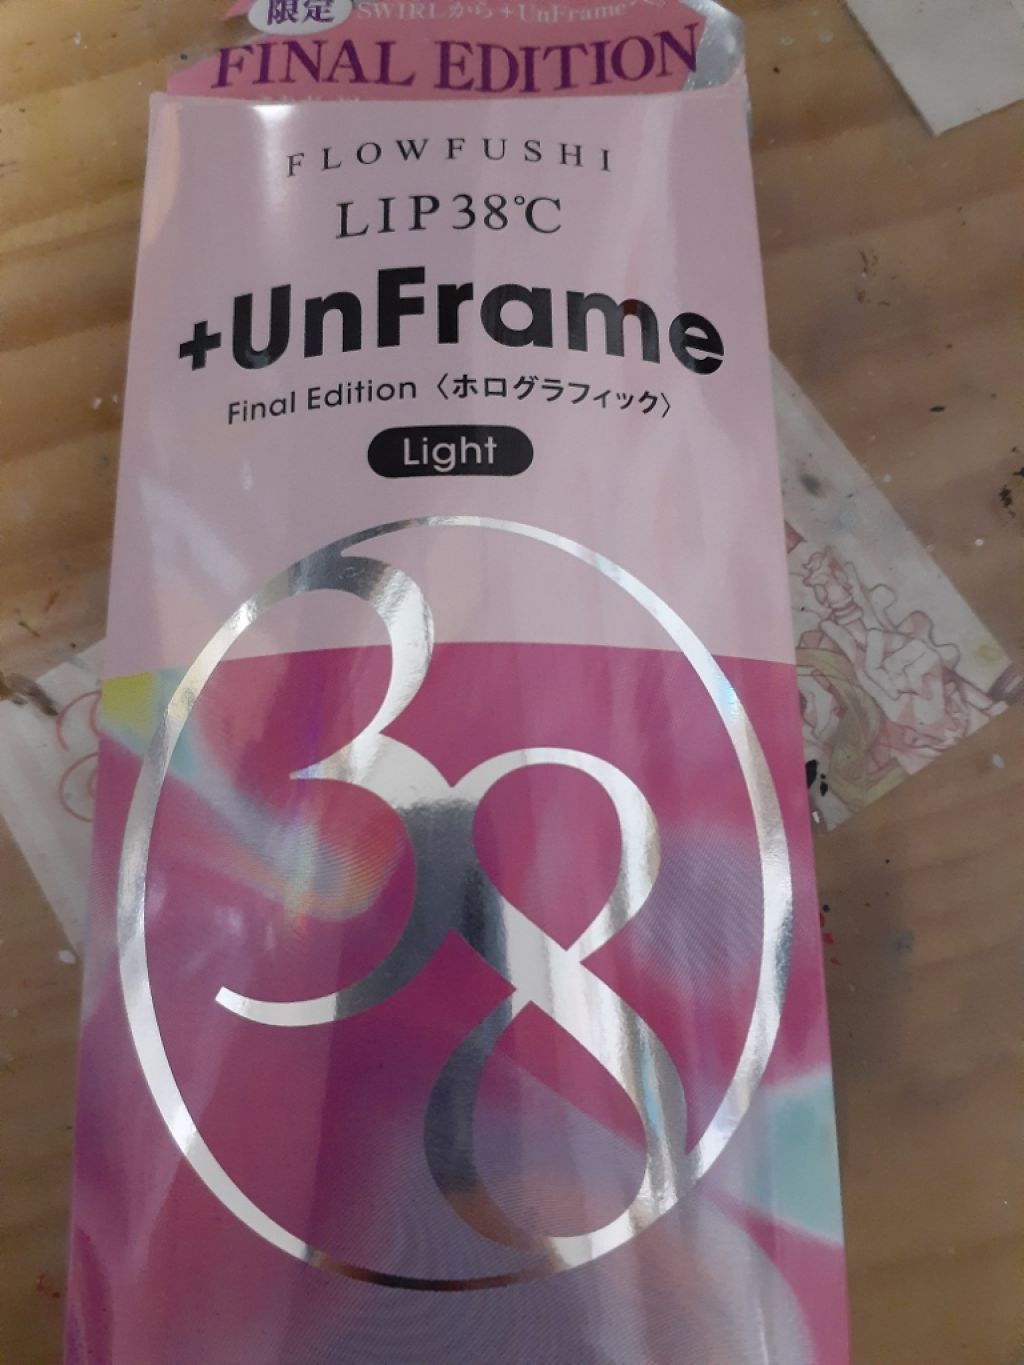 限定 SWIRLから+UnFrameへ。
FINAL EDITION
FLOWFUSHI
LIP38℃
+UnFrame
Final Edition〈ホログラフィック〉
Light
38